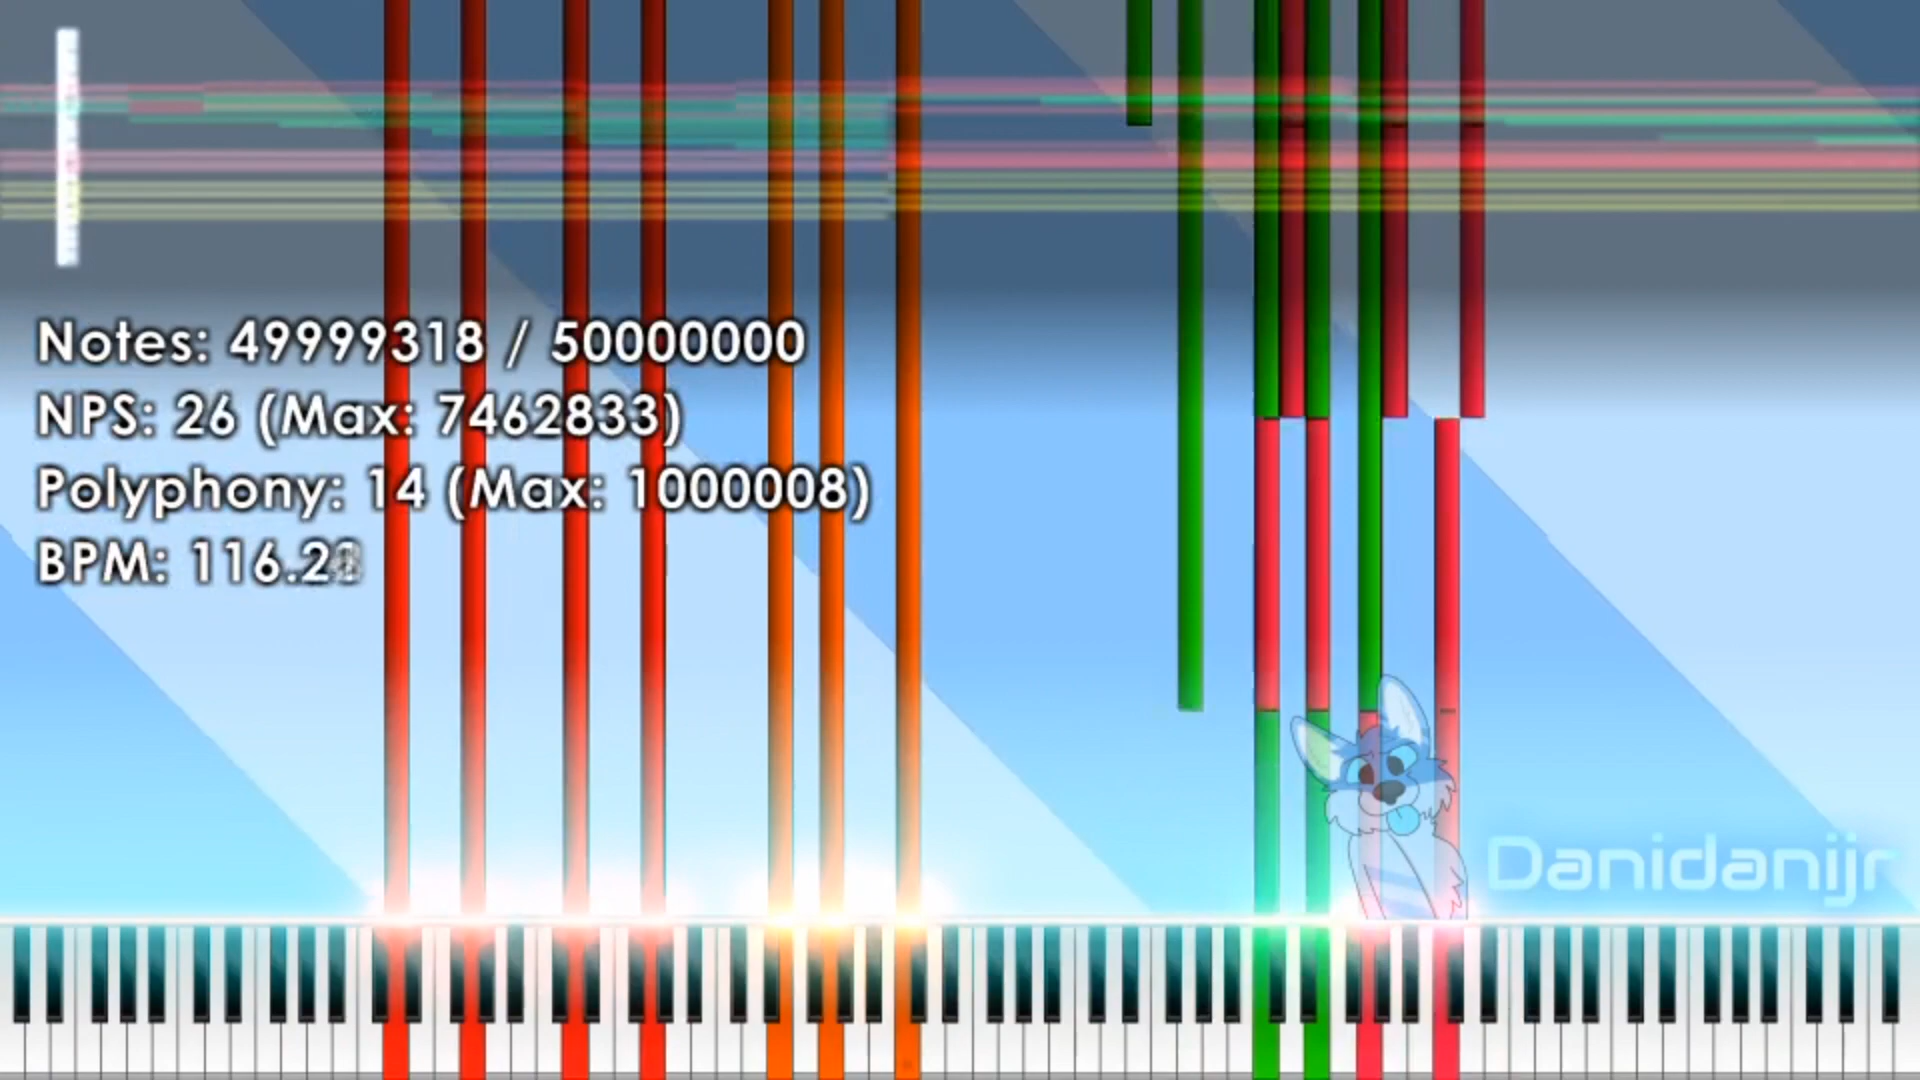 Notes: 49999318 / 50000000
NPS: 26 (Max: 7462833)
Polyphony: 14 (Max: 1000008)
BPM: 116.2
Danidanijr